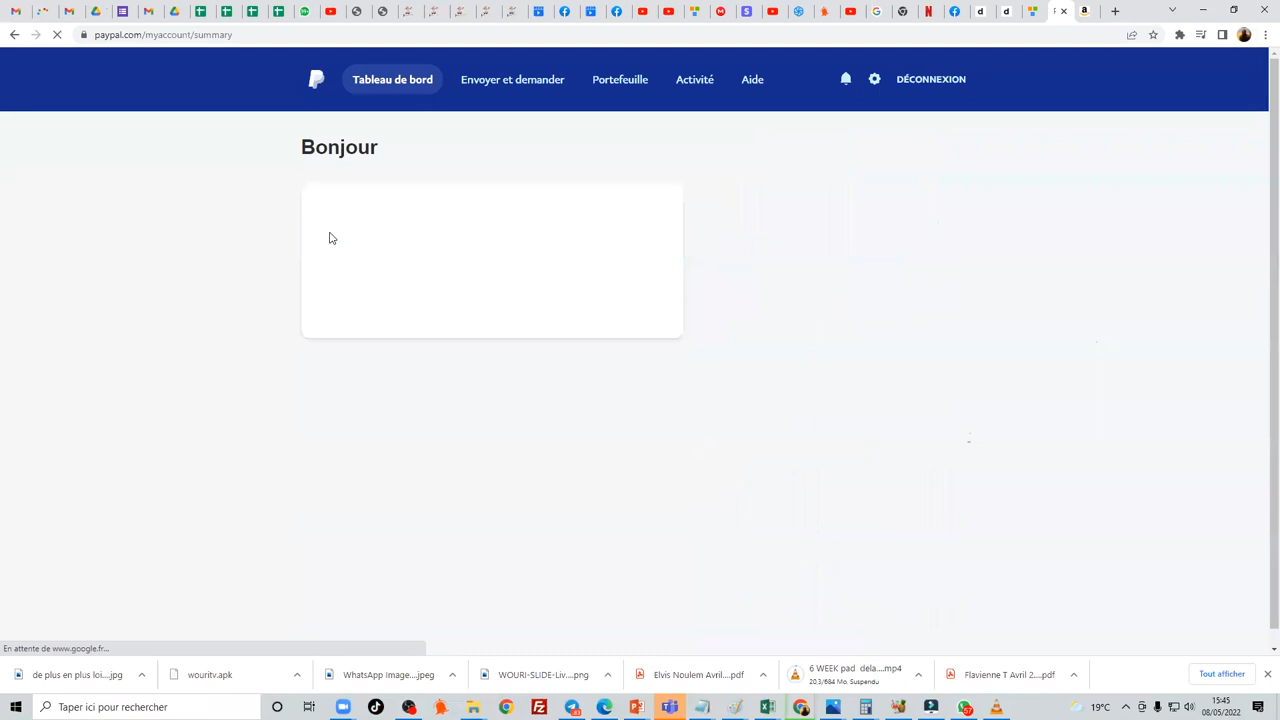 paypal.com/myaccount/summary
Tableau de bord
Envoyer et demander
Portefeuille
Activité
Aide
DÉCONNEXION
Bonjour
En attente de www.google.fr...
de plus en plus loi....jpg
wouritv.apk
WhatsApp Image....jpeg
WOURI-SLIDE-Liv....png
Elvis Noulem Avril....pdf
6 WEEK pad dela....mp4
20,3/684 Mo, Suspendu
Flavienne T Avril 2....pdf
Tout afficher
Taper ici pour rechercher
19°C
15:45
08/05/2022